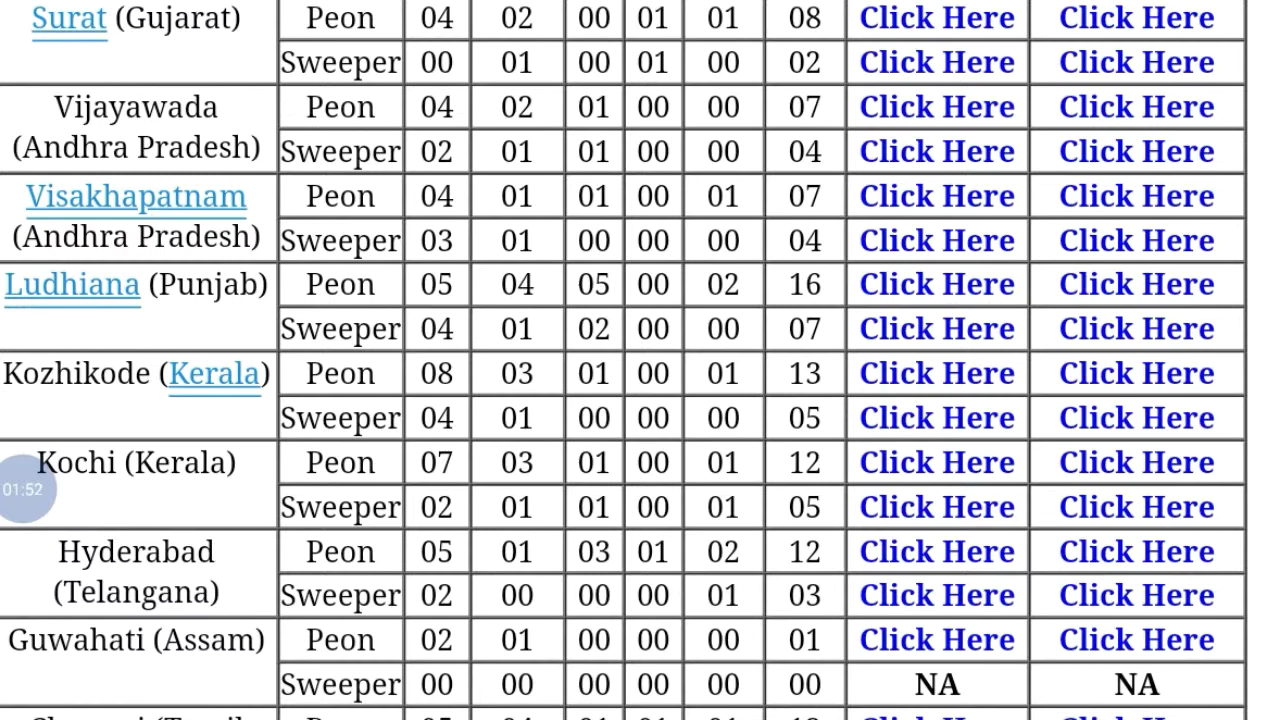 Surat (Gujarat) Peon 04 02 00 01 01 08 Click Here Click Here
Sweeper 00 01 00 01 00 02 Click Here Click Here
Vijayawada (Andhra Pradesh) Peon 04 02 01 00 00 07 Click Here Click Here
Sweeper 02 01 01 00 00 04 Click Here Click Here
Visakhapatnam (Andhra Pradesh) Peon 04 01 01 00 01 07 Click Here Click Here
Sweeper 03 01 00 00 00 04 Click Here Click Here
Ludhiana (Punjab) Peon 05 04 05 00 02 16 Click Here Click Here
Sweeper 04 01 02 00 00 07 Click Here Click Here
Kozhikode (Kerala) Peon 08 03 01 00 01 13 Click Here Click Here
Sweeper 04 01 00 00 00 05 Click Here Click Here
Kochi (Kerala) Peon 07 03 01 00 01 12 Click Here Click Here
01:52
Sweeper 02 01 01 00 01 05 Click Here Click Here
Hyderabad (Telangana) Peon 05 01 03 01 02 12 Click Here Click Here
Sweeper 02 00 00 00 01 03 Click Here Click Here
Guwahati (Assam) Peon 02 01 00 00 00 01 Click Here Click Here
Sweeper 00 00 00 00 00 00 NA NA